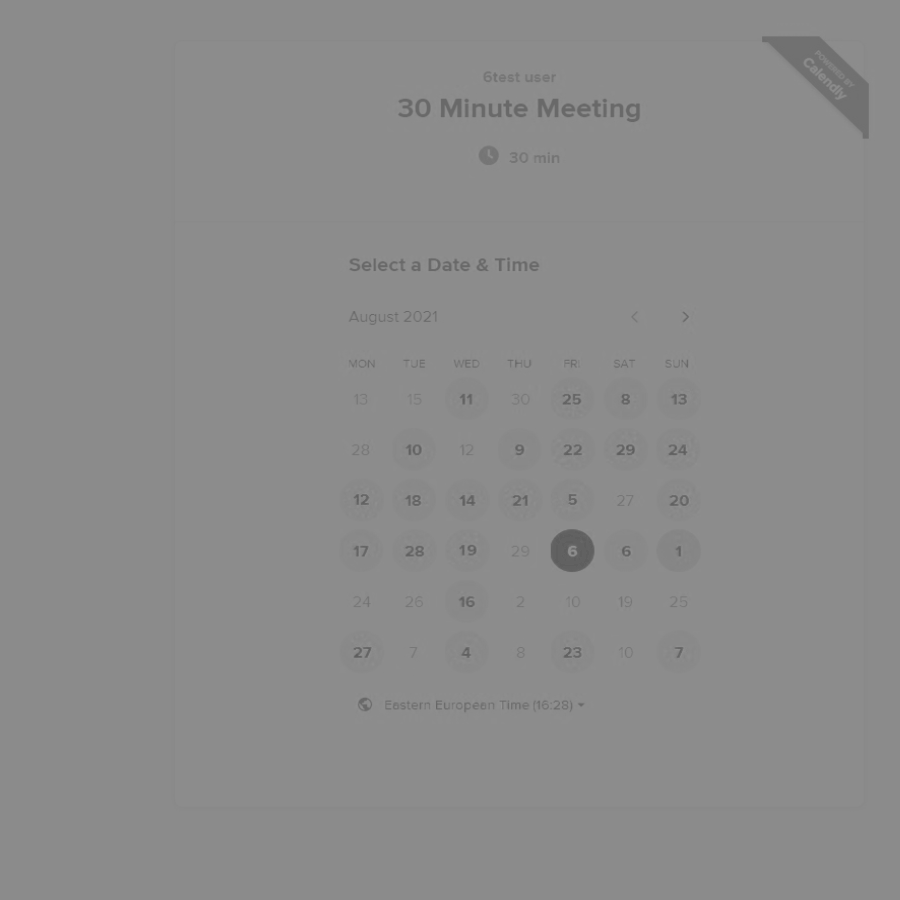 POWERED BY
Calendly
6test user
30 Minute Meeting
30 min
Select a Date & Time
August 2021
MON TUE WED THU FRI SAT SUN
13 15 11 30 25 8 13
28 10 12 9 22 29 24
12 18 14 21 5 27 20
17 28 19 29 6 6 1
24 26 16 2 10 19 25
27 7 4 8 23 10 7
Eastern European Time (16:28)